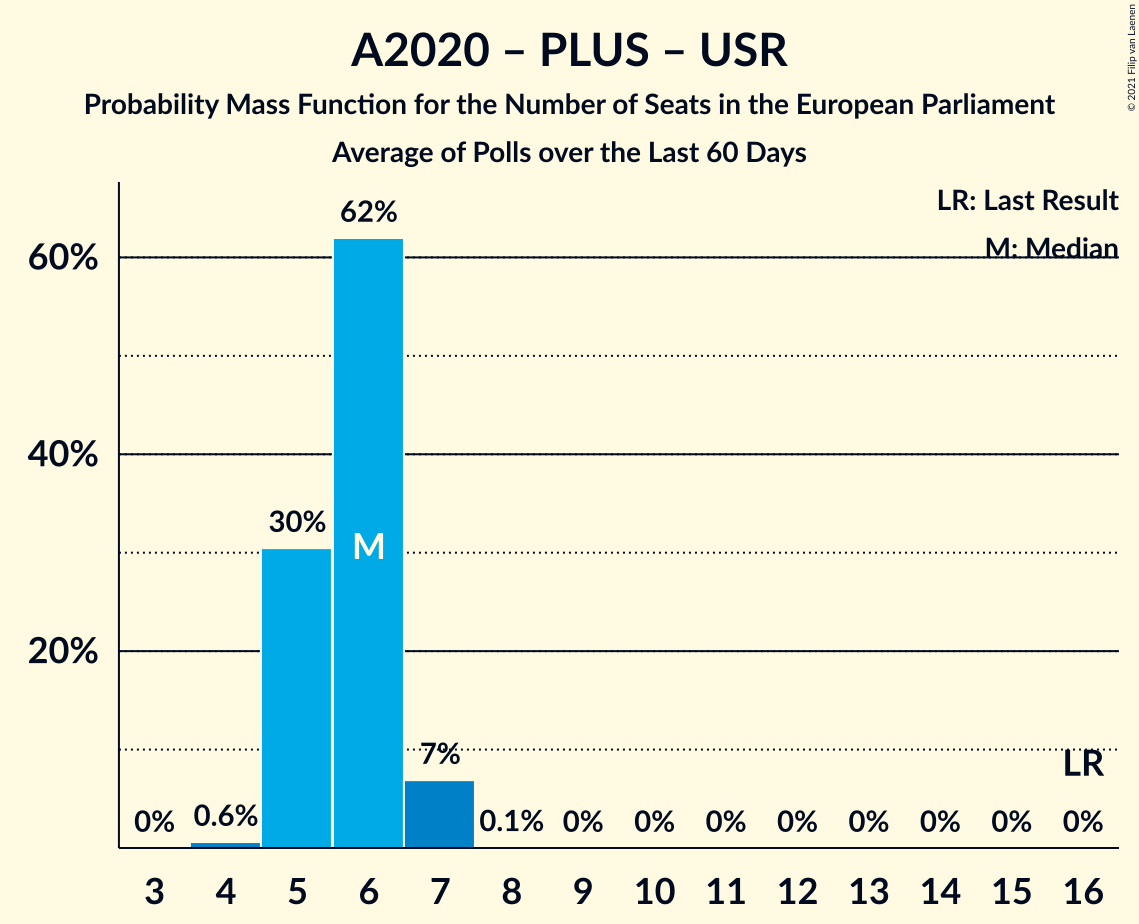 A2020 – PLUS – USR
Probability Mass Function for the Number of Seats in the European Parliament
Average of Polls over the Last 60 Days
© 2021 Filip van Laenen
LR: Last Result
M: Median
62%
60%
40%
30%
M
20%
7%
LR
0% 0.6% 0.1% 0% 0% 0% 0% 0% 0% 0% 0%
3 4 5 6 7 8 9 10 11 12 13 14 15 16